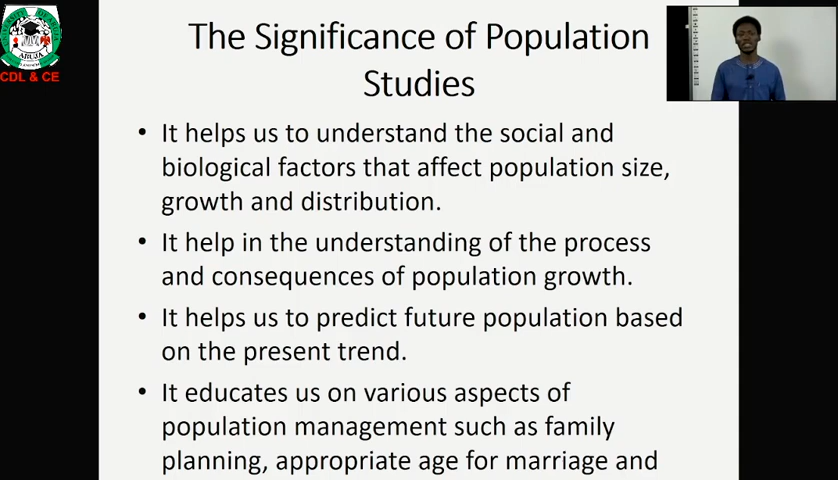 ABUJA
CDL & CE
The Significance of Population
Studies
• It helps us to understand the social and
biological factors that affect population size,
growth and distribution.
• It help in the understanding of the process
and consequences of population growth.
• It helps us to predict future population based
on the present trend.
• It educates us on various aspects of
population management such as family
planning, appropriate age for marriage and